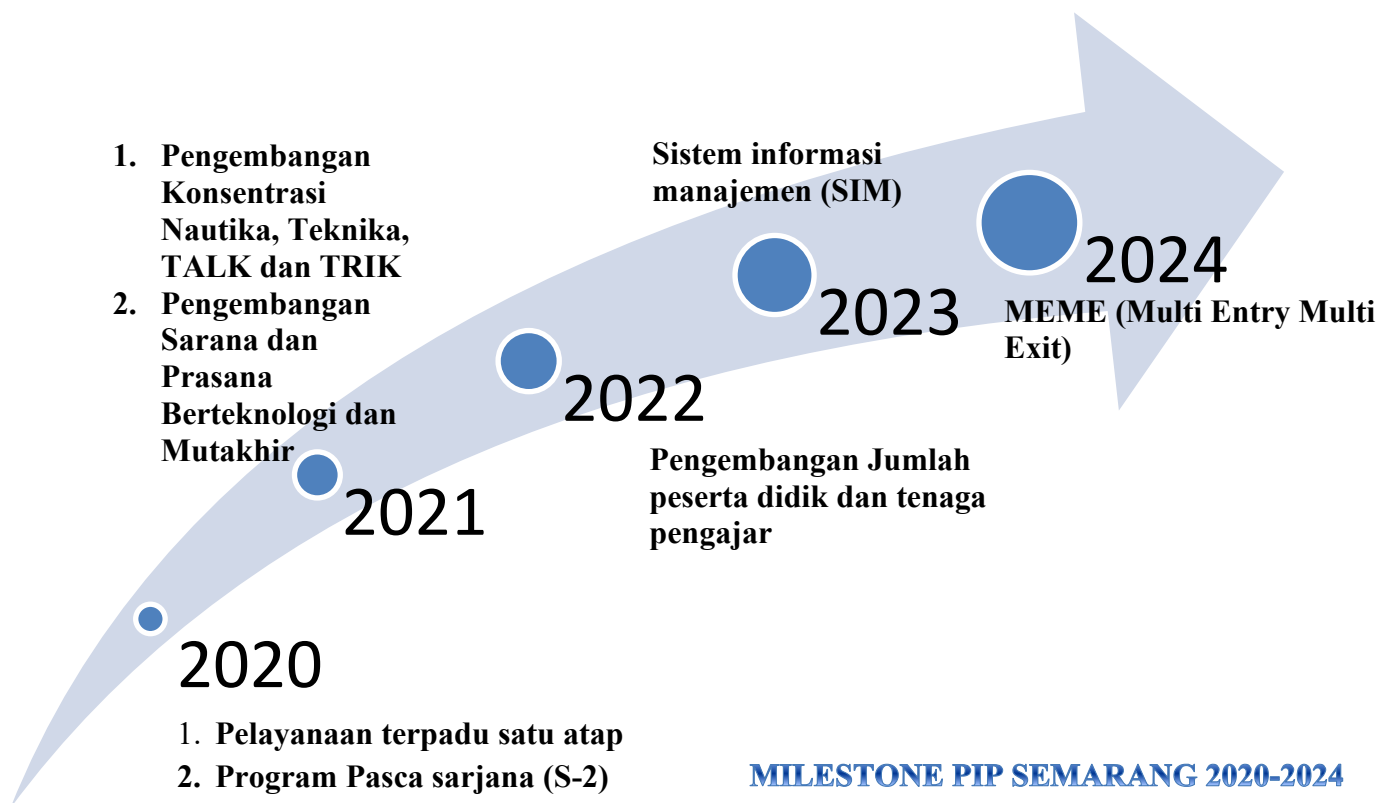 1. Pengembangan
Konsentrasi
Nautika, Teknika,
TALK dan TRIK
2. Pengembangan
Sarana dan
Prasana
Berteknologi dan
Mutakhir
Sistem informasi
manajemen (SIM)
2024
MEME (Multi Entry Multi
Exit)
2023
2022
Pengembangan Jumlah
peserta didik dan tenaga
pengajar
2021
2020
1. Pelayanaan terpadu satu atap
2. Program Pasca sarjana (S-2)
MILESTONE PIP SEMARANG 2020-2024